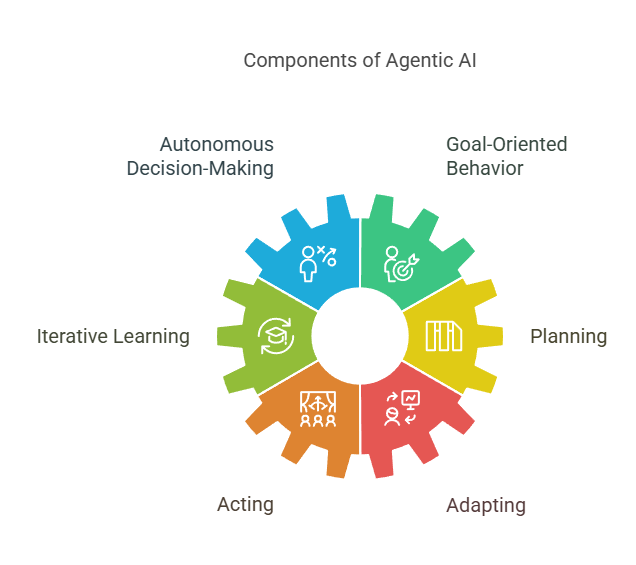 Components of Agentic AI
Autonomous
Decision-Making
Goal-Oriented
Behavior
Iterative Learning
Planning
Acting
Adapting